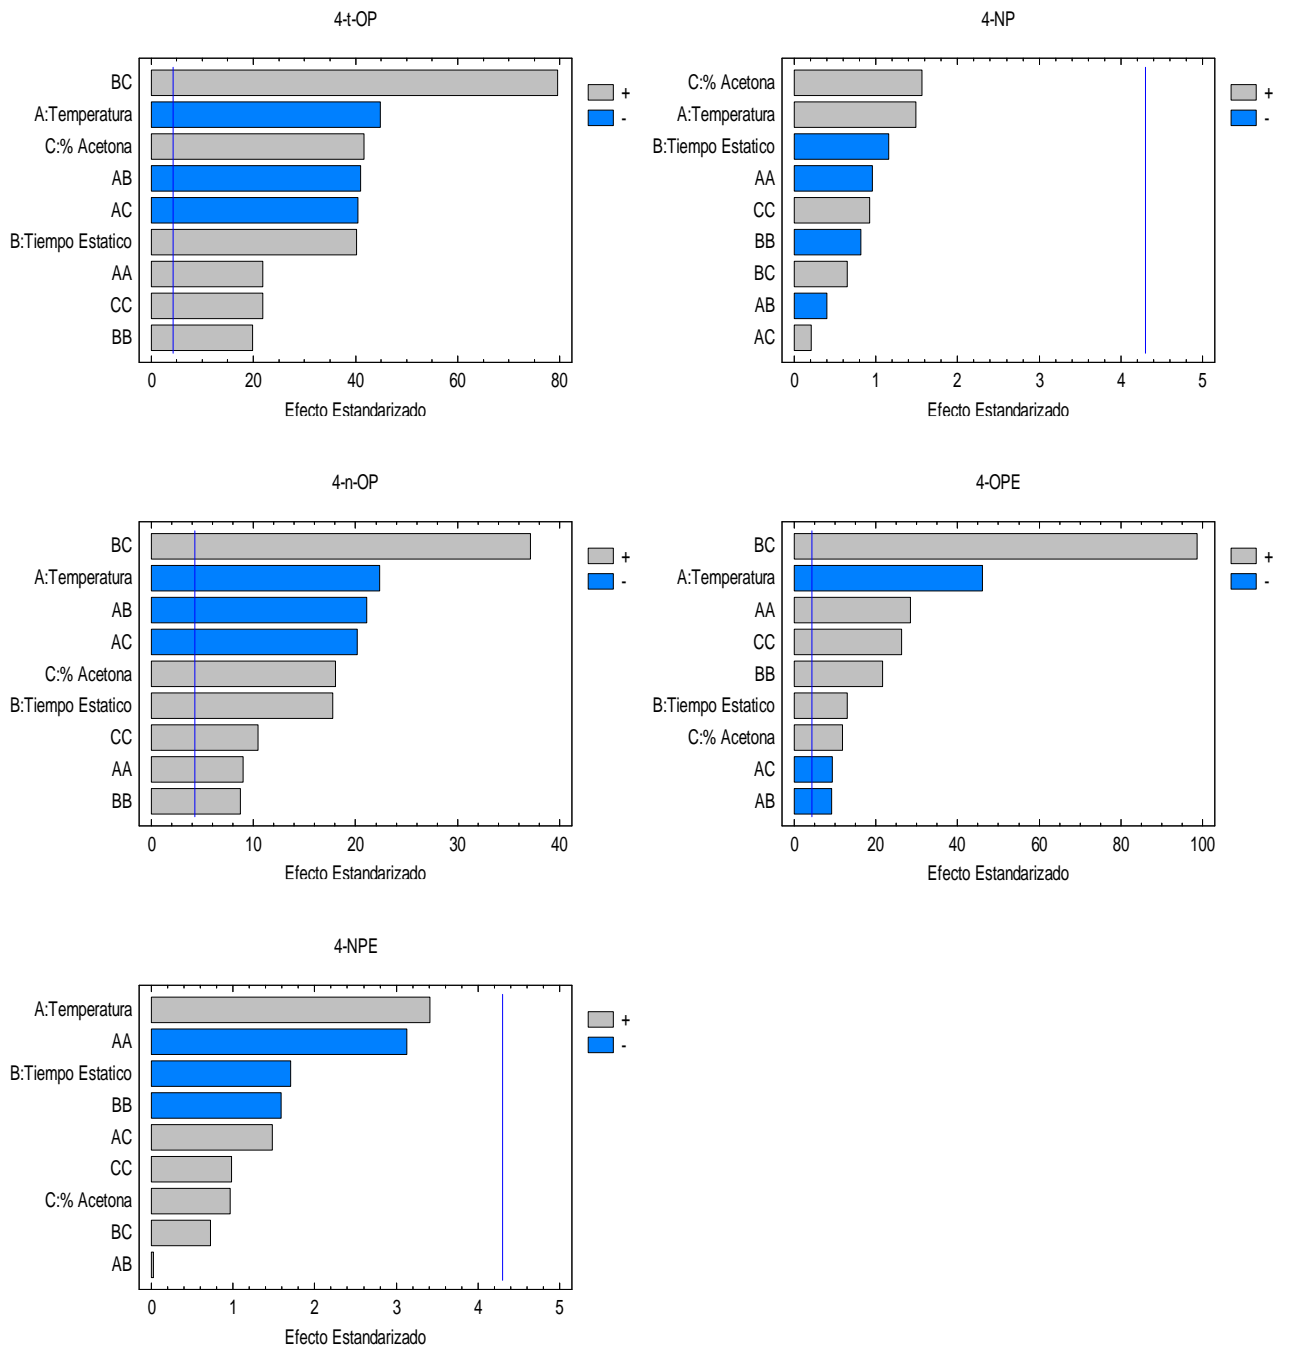 4-t-OP
BC
A:Temperatura
C:% Acetona
AB
AC
B:Tiempo Estatico
AA
CC
BB
0 20 40 60 80
Efecto Estandarizado
+
-
4-NP
C:% Acetona
A:Temperatura
B:Tiempo Estatico
AA
CC
BB
BC
AB
AC
0 1 2 3 4 5
Efecto Estandarizado
+
-
4-n-OP
BC
A:Temperatura
AB
AC
C:% Acetona
B:Tiempo Estatico
CC
AA
BB
0 10 20 30 40
Efecto Estandarizado
+
-
4-OPE
BC
A:Temperatura
AA
CC
BB
B:Tiempo Estatico
C:% Acetona
AC
AB
0 20 40 60 80 100
Efecto Estandarizado
+
-
4-NPE
A:Temperatura
AA
B:Tiempo Estatico
BB
AC
CC
C:% Acetona
BC
AB
0 1 2 3 4 5
Efecto Estandarizado
+
-